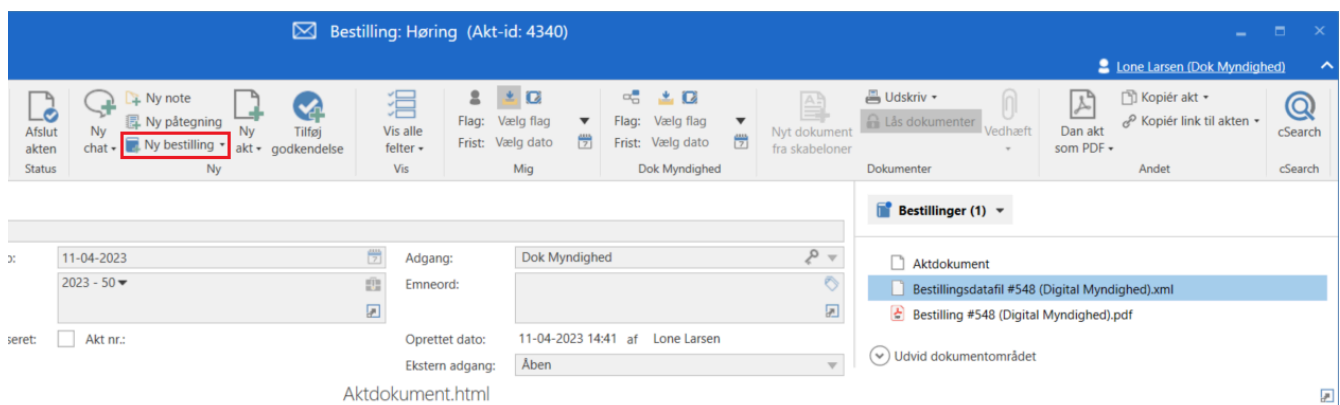 Bestilling: Høring (Akt-id: 4340)
Lone Larsen (Dok Myndighed)
Afslut akten
Status
Ny chat
Ny note
Ny påtegning
Ny bestilling
Ny akt
Tilføj godkendelse
Ny
Vis alle felter
Vis
Flag: Vælg flag
Frist: Vælg dato
Mig
Flag: Vælg flag
Frist: Vælg dato
Dok Myndighed
Nyt dokument fra skabeloner
Udskriv
Lås dokumenter
Vedhæft
Dokumenter
Dan akt som PDF
Kopiér akt
Kopiér link til akten
Andet
cSearch
cSearch
Bestillinger (1)
11-04-2023
Adgang: Dok Myndighed
2023 - 50
Emneord:
Akt nr.:
Oprettet dato: 11-04-2023 14:41 af Lone Larsen
Ekstern adgang: Åben
Aktdokument
Bestillingsdatafil #548 (Digital Myndighed).xml
Bestilling #548 (Digital Myndighed).pdf
Udvid dokumentområdet
Aktdokument.html